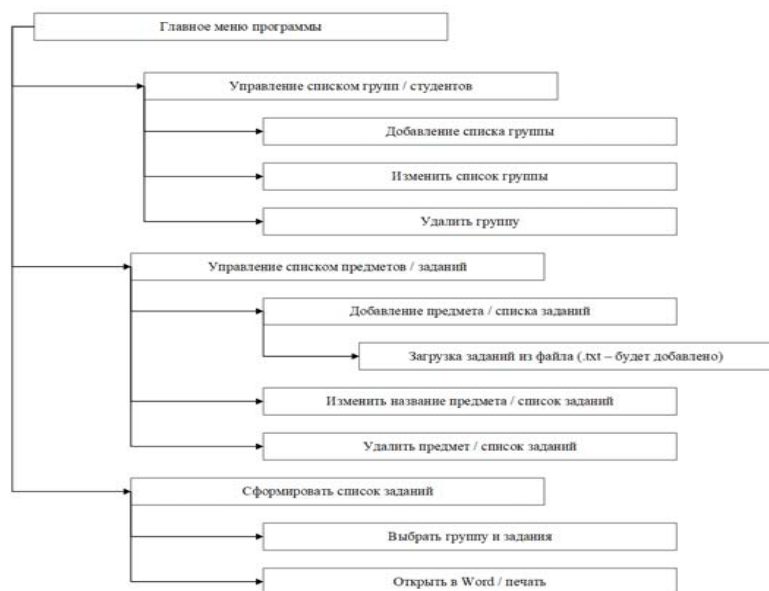 Главное меню программы
Управление списком групп / студентов
Добавление списка группы
Изменить список группы
Удалить группу
Управление списком предметов / заданий
Добавление предмета / списка заданий
Загрузка заданий из файла (.txt – будет добавлено)
Изменить название предмета / список заданий
Удалить предмет / список заданий
Сформировать список заданий
Выбрать группу и задания
Открыть в Word / печать